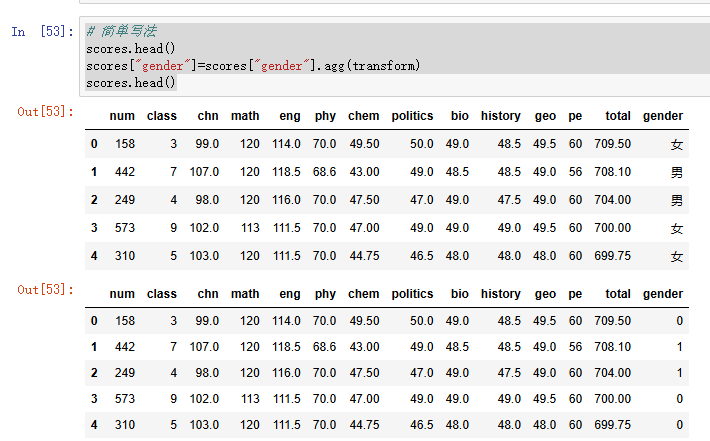 In [53]: # 简单写法
scores.head()
scores["gender"]=scores["gender"].agg(transform)
scores.head()
Out[53]:
num class chn math eng phy chem politics bio history geo pe total gender
0 158 3 99.0 120 114.0 70.0 49.50 50.0 49.0 48.5 49.5 60 709.50 女
1 442 7 107.0 120 118.5 68.6 43.00 49.0 48.5 48.5 49.0 56 708.10 男
2 249 4 98.0 120 116.0 70.0 47.50 47.0 49.0 47.5 49.0 60 704.00 男
3 573 9 102.0 113 111.5 70.0 47.00 49.0 49.0 49.0 49.5 60 700.00 女
4 310 5 103.0 120 111.5 70.0 44.75 46.5 48.0 48.0 48.0 60 699.75 女
Out[53]:
num class chn math eng phy chem politics bio history geo pe total gender
0 158 3 99.0 120 114.0 70.0 49.50 50.0 49.0 48.5 49.5 60 709.50 0
1 442 7 107.0 120 118.5 68.6 43.00 49.0 48.5 48.5 49.0 56 708.10 1
2 249 4 98.0 120 116.0 70.0 47.50 47.0 49.0 47.5 49.0 60 704.00 1
3 573 9 102.0 113 111.5 70.0 47.00 49.0 49.0 49.0 49.5 60 700.00 0
4 310 5 103.0 120 111.5 70.0 44.75 46.5 48.0 48.0 48.0 60 699.75 0